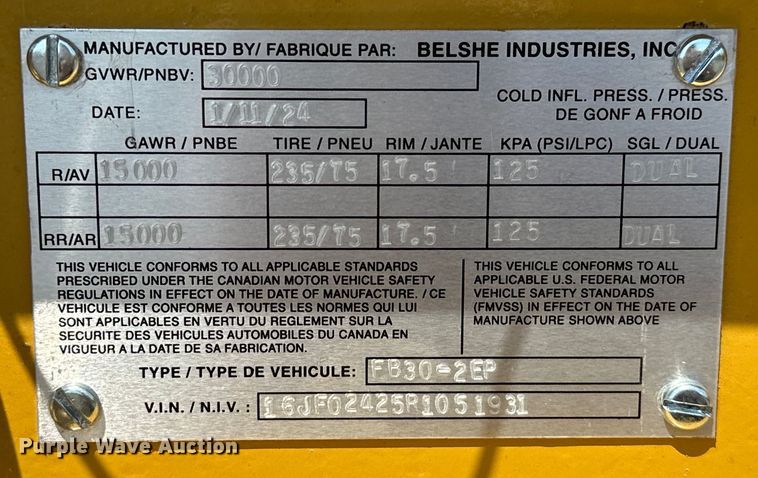 MANUFACTURED BY/ FABRIQUE PAR: BELSHE INDUSTRIES, INC
GVWR/PNBV: 30000
DATE: 1/11/24
COLD INFL. PRESS. / PRESS.
DE GONF A FROID
GAWR / PNBE TIRE / PNEU RIM / JANTE KPA (PSI/LPC) SGL / DUAL
R/AV 15000 235/75 17.5 125 DUAL
RR/AR 15000 235/75 17.5 125 DUAL
THIS VEHICLE CONFORMS TO ALL APPLICABLE STANDARDS
PRESCRIBED UNDER THE CANADIAN MOTOR VEHICLE SAFETY
REGULATIONS IN EFFECT ON THE DATE OF MANUFACTURE. / CE
VEHICULE EST CONFORME A TOUTES LES NORMES QUI LUI
SONT APPLICABLES EN VERTU DU REGLEMENT SUR LA
SECURITE DES VEHICULES AUTOMOBILES DU CANADA EN
VIGUEUR A LA DATE DE SA FABRICATION.
THIS VEHICLE CONFORMS TO ALL
APPLICABLE U.S. FEDERAL MOTOR
VEHICLE SAFETY STANDARDS
(FMVSS) IN EFFECT ON THE DATE OF
MANUFACTURE SHOWN ABOVE
TYPE / TYPE DE VEHICULE: FB30-2EP
V.I.N. / N.I.V. : 16JF02425R1051931
Purple Wave Auction